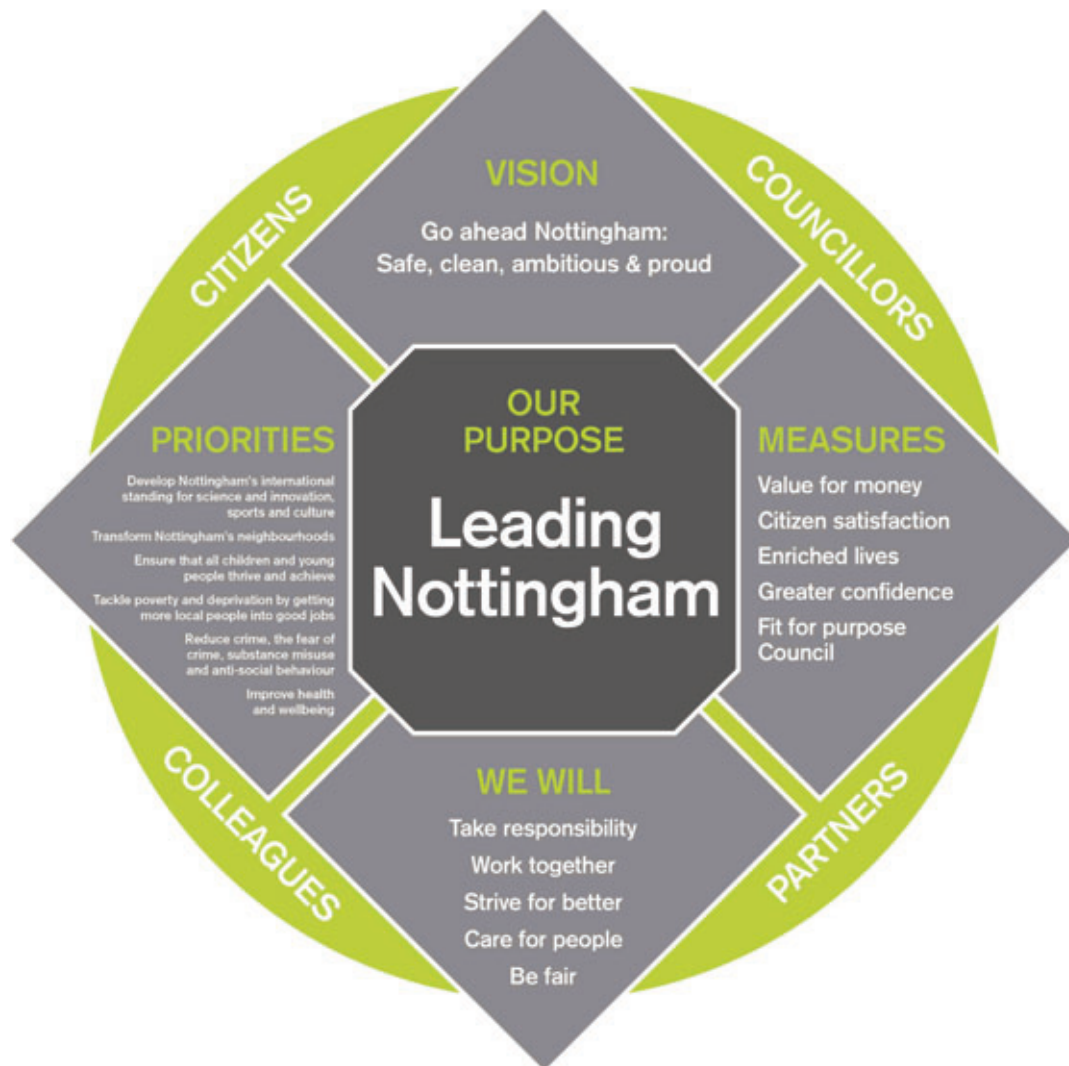 CITIZENS
COUNCILLORS
VISION
Go ahead Nottingham:
Safe, clean, ambitious & proud
PRIORITIES
Develop Nottingham's international
standing for science and innovation,
sports and culture
Transform Nottingham's neighbourhoods
Ensure that all children and young
people thrive and achieve
Tackle poverty and deprivation by getting
more local people into good jobs
Reduce crime, the fear of
crime, substance misuse
and anti-social behaviour
Improve health
and wellbeing
OUR
PURPOSE
Leading
Nottingham
MEASURES
Value for money
Citizen satisfaction
Enriched lives
Greater confidence
Fit for purpose
Council
WE WILL
Take responsibility
Work together
Strive for better
Care for people
Be fair
COLLEAGUES
PARTNERS